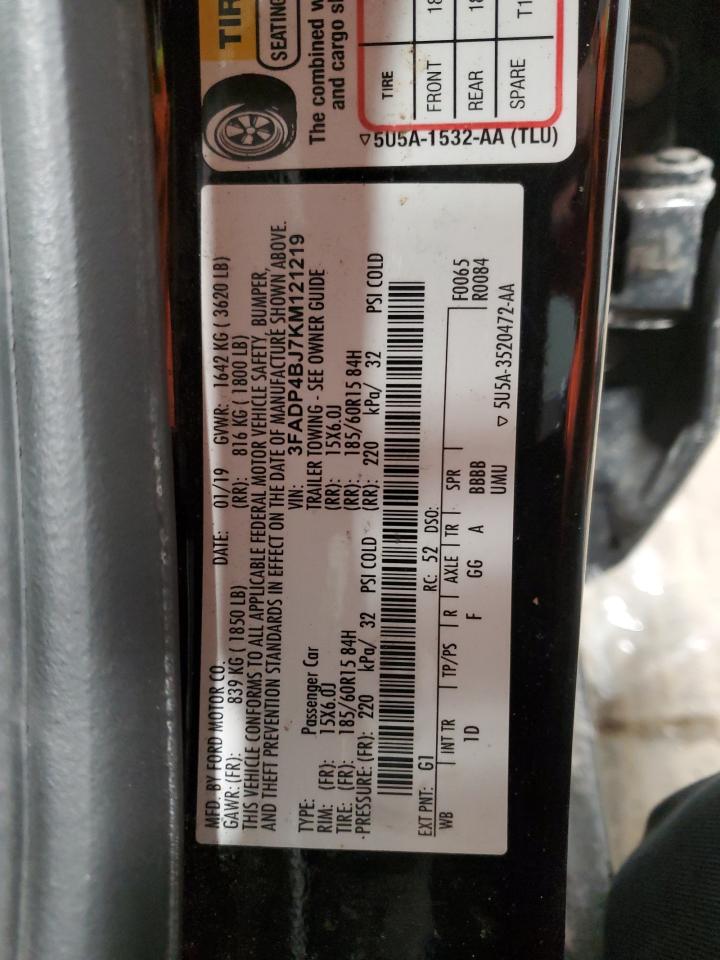 TIR
SEATING
The combined w
and cargo s
TIRE
FRONT 18
REAR 18
SPARE T1
▽5U5A-1532-AA (TLU)
MFD. BY FORD MOTOR CO. DATE: 01/19 GVWR: 1642 KG ( 3620 LB)
GAWR: (FR): 839 KG ( 1850 LB) (RR): 816 KG ( 1800 LB)
THIS VEHICLE CONFORMS TO ALL APPLICABLE FEDERAL MOTOR VEHICLE SAFETY, BUMPER,
AND THEFT PREVENTION STANDARDS IN EFFECT ON THE DATE OF MANUFACTURE SHOWN ABOVE.
VIN: 3FADP4BJ7KM121219
TYPE: Passenger Car TRAILER TOWING - SEE OWNER GUIDE
RIM: (FR): 15X6.0J (RR): 15X6.0J
TIRE: (FR): 185/60R15 84H (RR): 185/60R15 84H
PRESSURE: (FR): 220 kPa/ 32 PSI COLD (RR): 220 kPa/ 32 PSI COLD
EXT PNT: G1 RC: 52 DSO: F0065
WB INT TR TP/PS R AXLE TR SPR R0084
1D F GG A BBBB
UMU ▽ 5U5A-3520472-AA